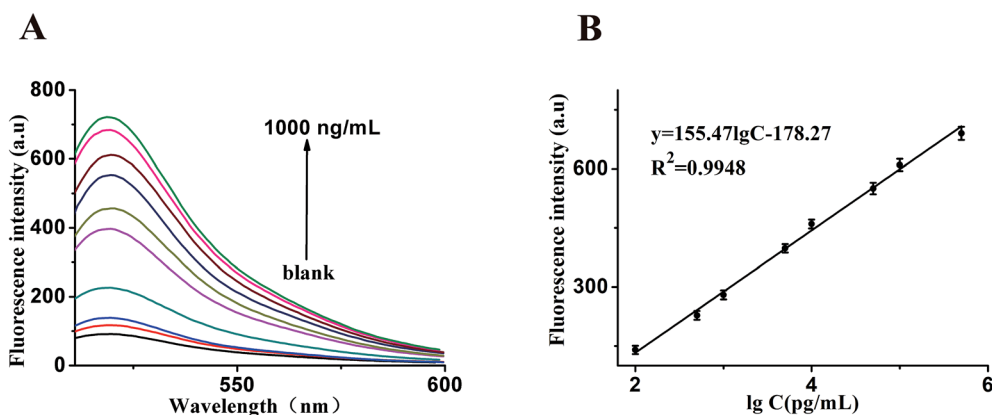 A
Fluorescence intensity (a.u)
800
600
400
200
0
1000 ng/mL
blank
550
600
Wavelength（nm）
B
Fluorescence intensity (a.u)
600
300
y=155.47lgC-178.27
R²=0.9948
2
4
6
lg C(pg/mL)